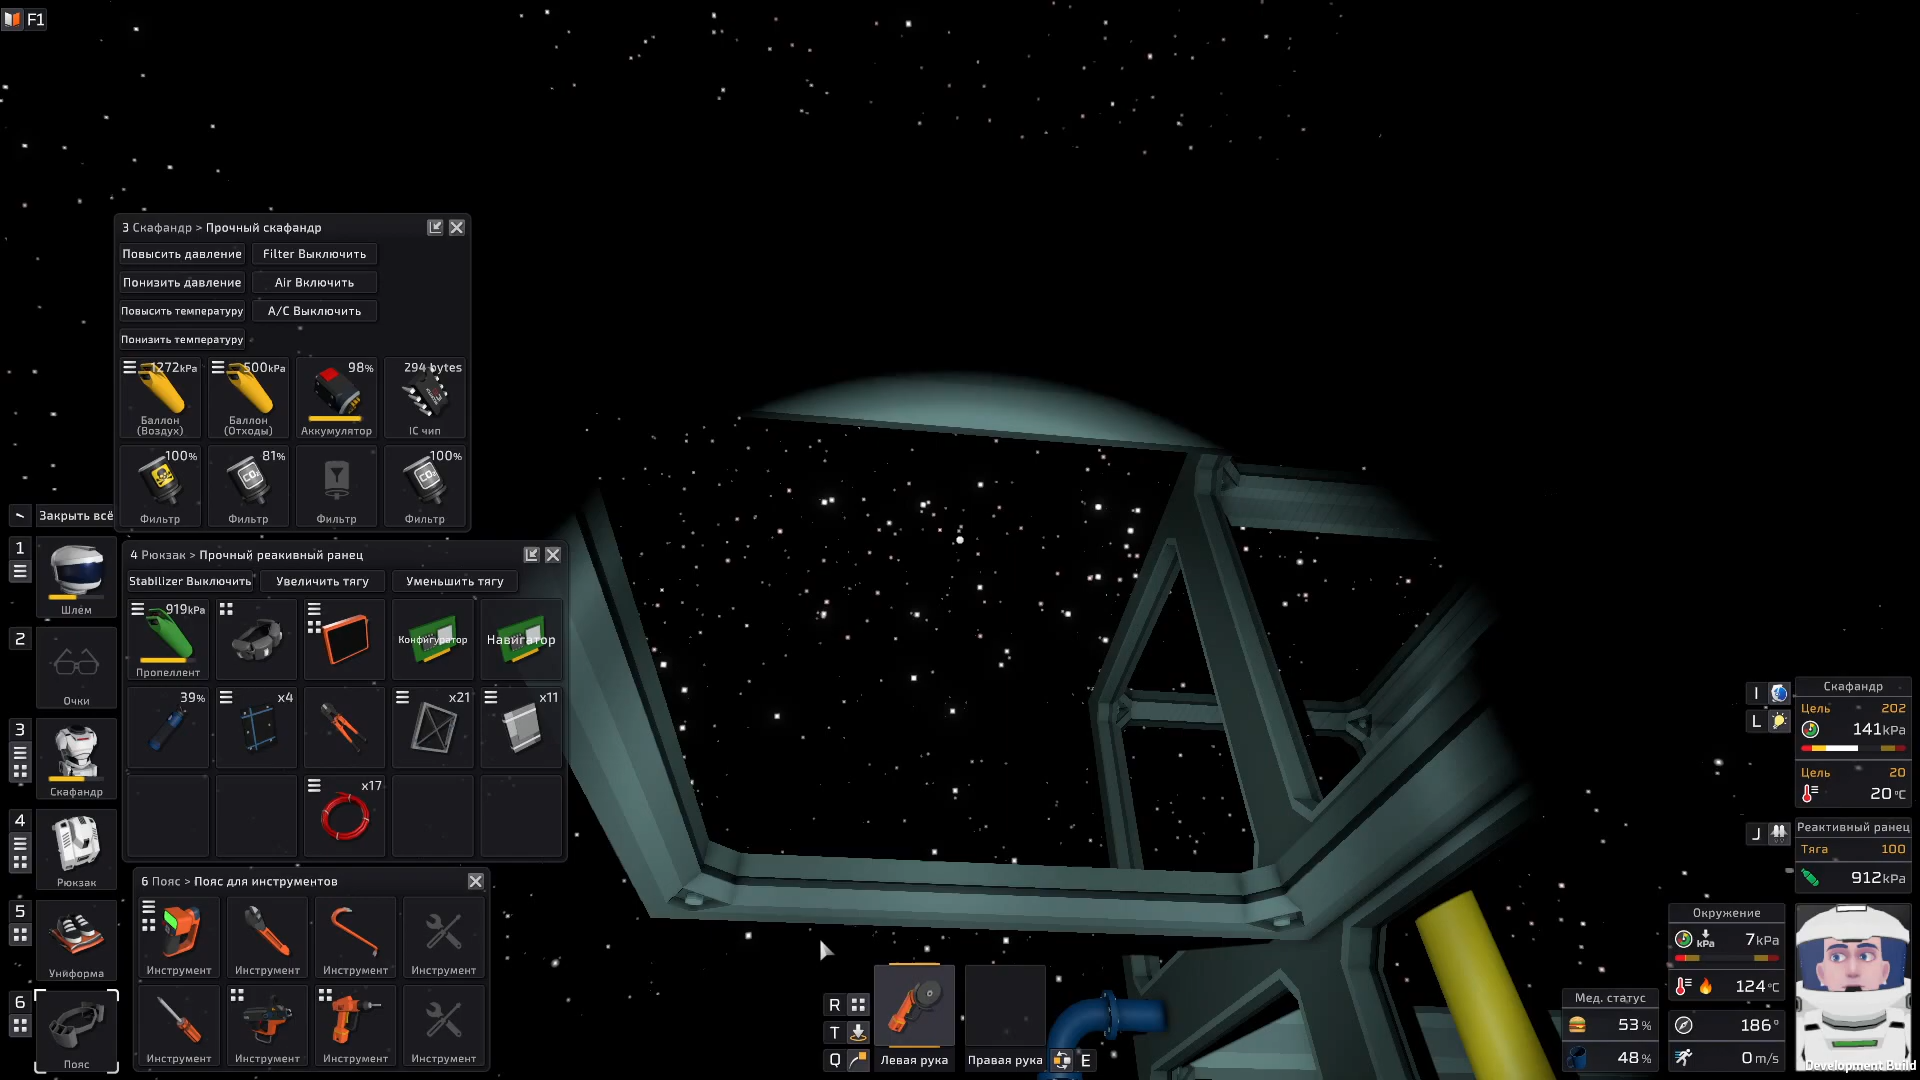 F1
3 Скафандр > Прочный скафандр
Повысить давление
Filter Выключить
Понизить давление
Air Включить
Повысить температуру
A/C Выключить
Понизить температуру
1272kPa
500kPa
98%
294 bytes
Баллон (Воздух)
Баллон (Отходы)
Аккумулятор
IC чип
100%
81%
100%
Фильтр
Фильтр
Фильтр
Фильтр
Закрыть всё
4 Рюкзак > Прочный реакивный ранец
Stabilizer Выключить
Увеличить тягу
Уменьшить тягу
919kPa
Пропеллент
Конфигуратор
Навигатор
39%
x4
x21
x11
x17
6 Пояс > Пояс для инструментов
Инструмент
Инструмент
Инструмент
Инструмент
Инструмент
Инструмент
Инструмент
Инструмент
1
Шлём
2
Очки
3
Скафандр
4
Рюкзак
5
Униформа
6
Пояс
R
T
Q
Левая рука
Правая рука
E
I
L
Скафандр
Цель 202
141kPa
Цель 20
20°C
J
Реактивный ранец
Тяга 100
912kPa
Окружение
kPa
7kPa
124°C
186°
0m/s
Мед. статус
53%
48%
Development Build